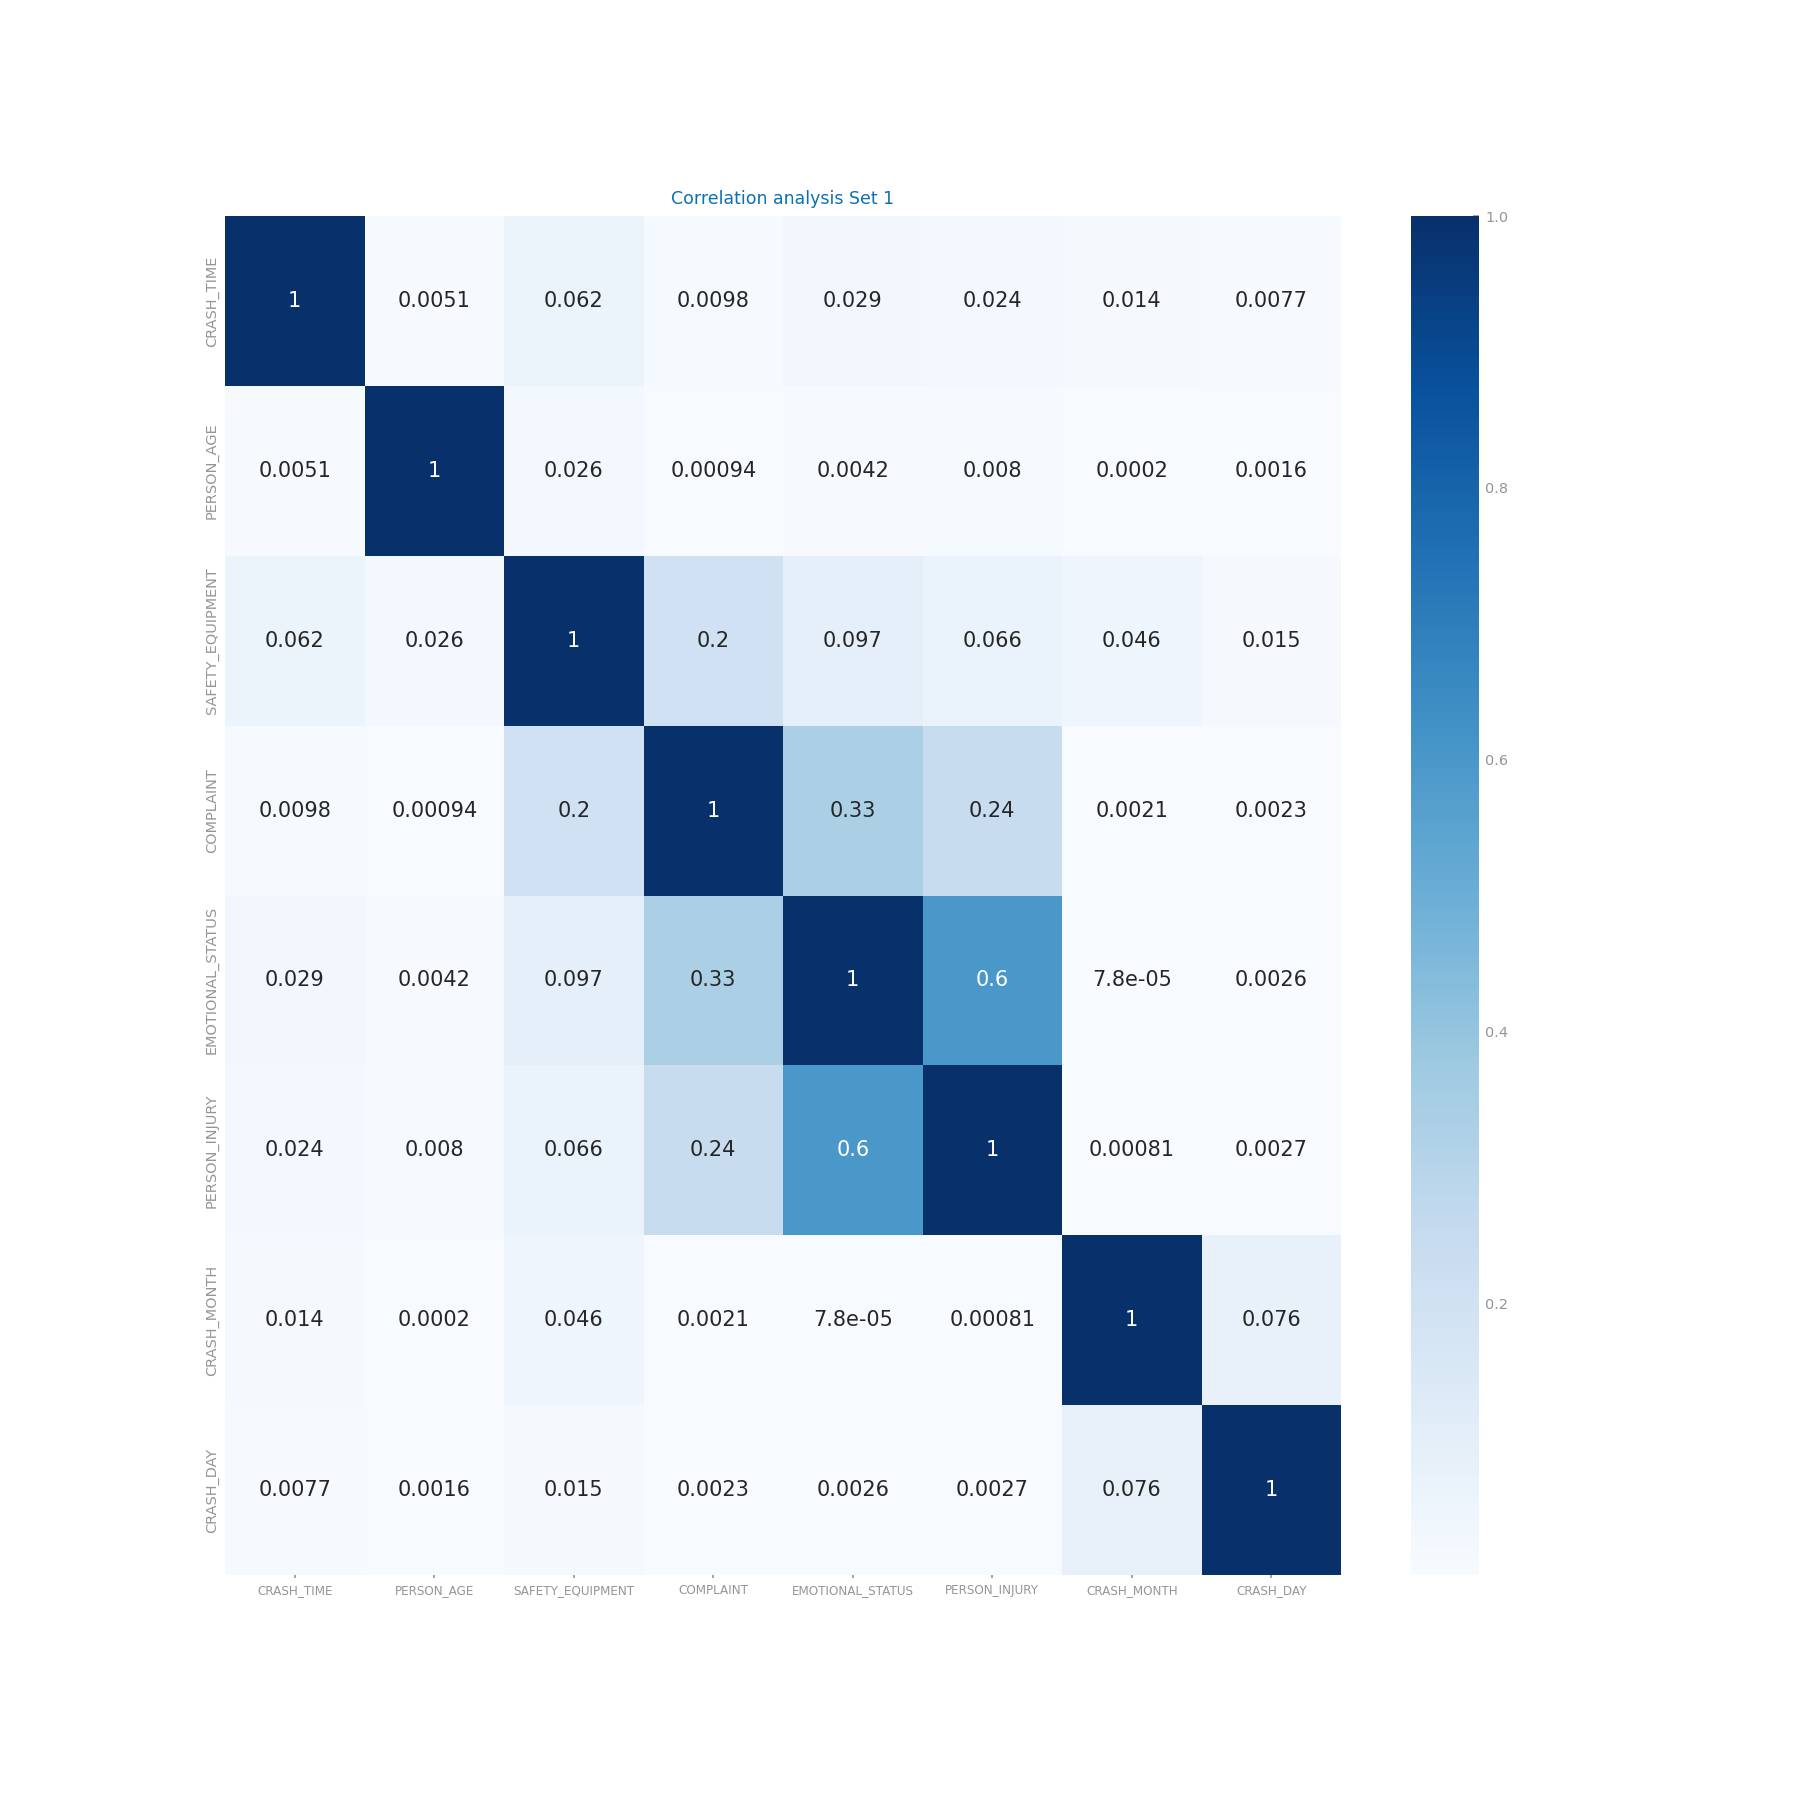 Correlation analysis Set 1
CRASH_TIME 1 0.0051 0.062 0.0098 0.029 0.024 0.014 0.0077
PERSON_AGE 0.0051 1 0.026 0.00094 0.0042 0.008 0.0002 0.0016
SAFETY_EQUIPMENT 0.062 0.026 1 0.2 0.097 0.066 0.046 0.015
COMPLAINT 0.0098 0.00094 0.2 1 0.33 0.24 0.0021 0.0023
EMOTIONAL_STATUS 0.029 0.0042 0.097 0.33 1 0.6 7.8e-05 0.0026
PERSON_INJURY 0.024 0.008 0.066 0.24 0.6 1 0.00081 0.0027
CRASH_MONTH 0.014 0.0002 0.046 0.0021 7.8e-05 0.00081 1 0.076
CRASH_DAY 0.0077 0.0016 0.015 0.0023 0.0026 0.0027 0.076 1
CRASH_TIME PERSON_AGE SAFETY_EQUIPMENT COMPLAINT EMOTIONAL_STATUS PERSON_INJURY CRASH_MONTH CRASH_DAY
1.0
0.8
0.6
0.4
0.2